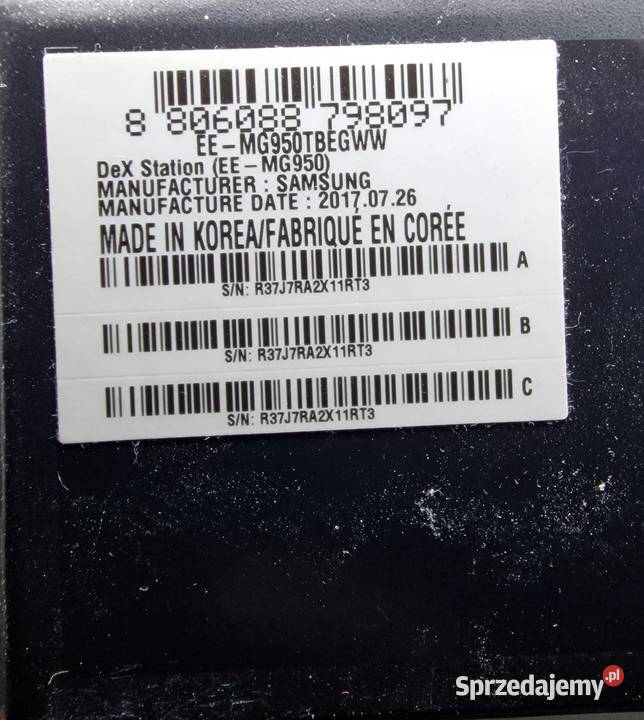 8 806088 798097
EE-MG950TBEGWW
DeX Station (EE-MG950)
MANUFACTURER : SAMSUNG
MANUFACTURE DATE : 2017.07.26
MADE IN KOREA/FABRIQUÉ EN CORÉE
A
S/N: R37J7RA2X11RT3
B
S/N: R37J7RA2X11RT3
C
S/N: R37J7RA2X11RT3
Sprzedajemy.pl